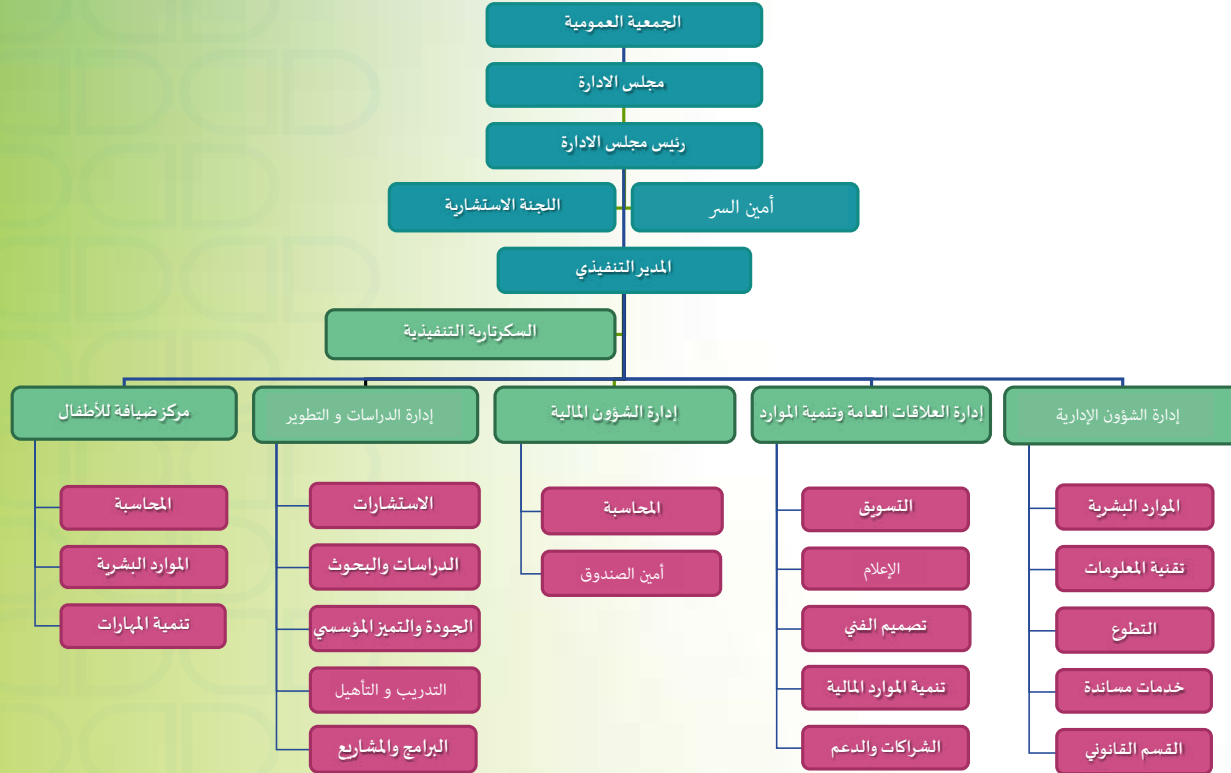 الجمعية العمومية
مجلس الادارة
رئيس مجلس الادارة
أمين السر
اللجنة الاستشارية
المدير التنفيذي
السكرتارية التنفيذية
إدارة الشؤون الإدارية
إدارة العلاقات العامة وتنمية الموارد
إدارة الشؤون المالية
إدارة الدراسات و التطوير
مركز ضيافة للأطفال
الموارد البشرية
تقنية المعلومات
التطوع
خدمات مساندة
القسم القانوني
التسويق
الإعلام
تصميم الفني
تنمية الموارد المالية
الشراكات والدعم
المحاسبة
أمين الصندوق
الاستشارات
الدراسات والبحوث
الجودة والتميز المؤسسي
التدريب و التأهيل
البرامج والمشاريع
المحاسبة
الموارد البشرية
تنمية المهارات